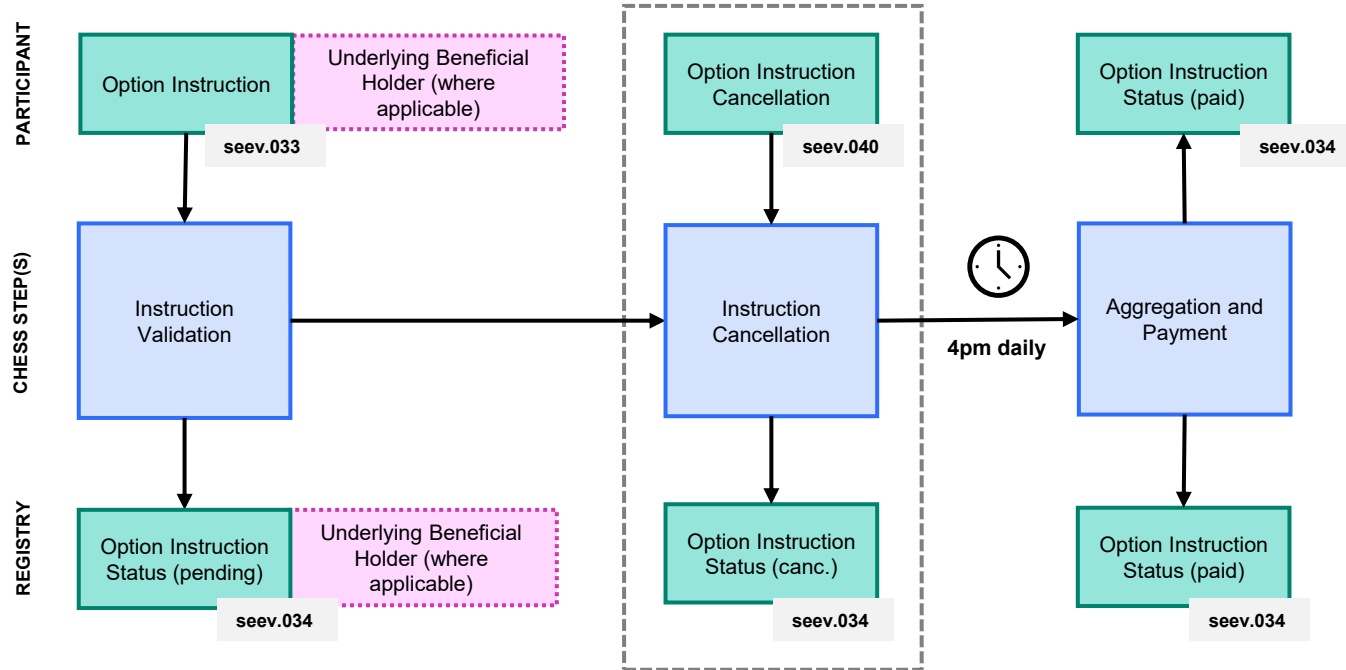 PARTICIPANT
Option Instruction
seev.033
Underlying Beneficial
Holder (where
applicable)
Option Instruction
Cancellation
seev.040
Option Instruction
Status (paid)
seev.034
CHESS STEP(S)
Instruction
Validation
Instruction
Cancellation
4pm daily
Aggregation and
Payment
REGISTRY
Option Instruction
Status (pending)
seev.034
Underlying Beneficial
Holder (where
applicable)
Option Instruction
Status (canc.)
seev.034
Option Instruction
Status (paid)
seev.034